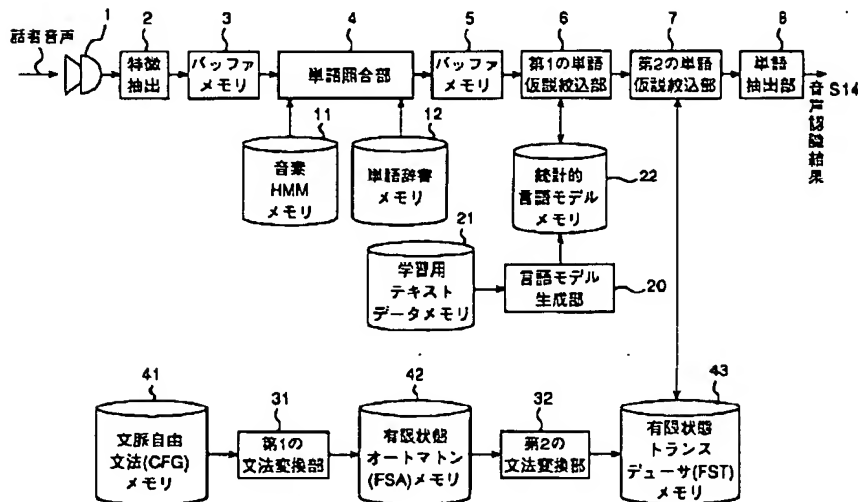 話者音声
1
2
3
4
5
6
7
8
特徴
抽出
バッファ
メモリ
単語照合部
バッファ
メモリ
第1の単語
仮説絞込部
第2の単語
仮説絞込部
単語
抽出部
S14
音声認識結果
11
12
音素
HMM
メモリ
単語辞書
メモリ
統計的
言語モデル
メモリ
22
21
学習用
テキスト
データメモリ
言語モデル
生成部
20
41
31
42
32
43
文脈自由
文法(CFG)
メモリ
第1の
文法変換部
有限状態
オートマトン
(FSA)メモリ
第2の
文法変換部
有限状態
トランス
デューサ(FST)
メモリ